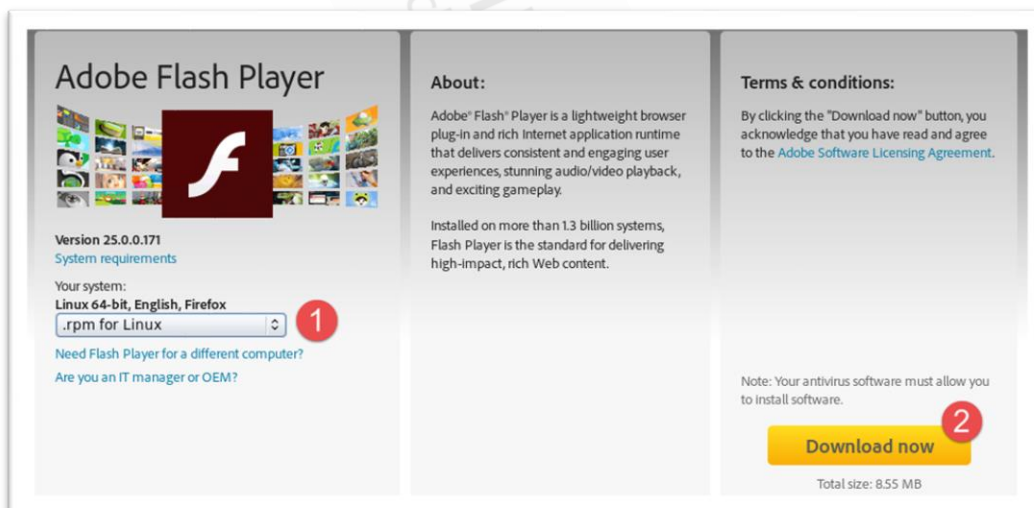 Adobe Flash Player
Version 25.0.0.171
System requirements
Your system:
Linux 64-bit, English, Firefox
.rpm for Linux
1
Need Flash Player for a different computer?
Are you an IT manager or OEM?
About:
Adobe® Flash® Player is a lightweight browser
plug-in and rich Internet application runtime
that delivers consistent and engaging user
experiences, stunning audio/video playback,
and exciting gameplay.
Installed on more than 1.3 billion systems,
Flash Player is the standard for delivering
high-impact, rich Web content.
Terms & conditions:
By clicking the "Download now" button, you
acknowledge that you have read and agree
to the Adobe Software Licensing Agreement.
Note: Your antivirus software must allow you
to install software.
2
Download now
Total size: 8.55 MB